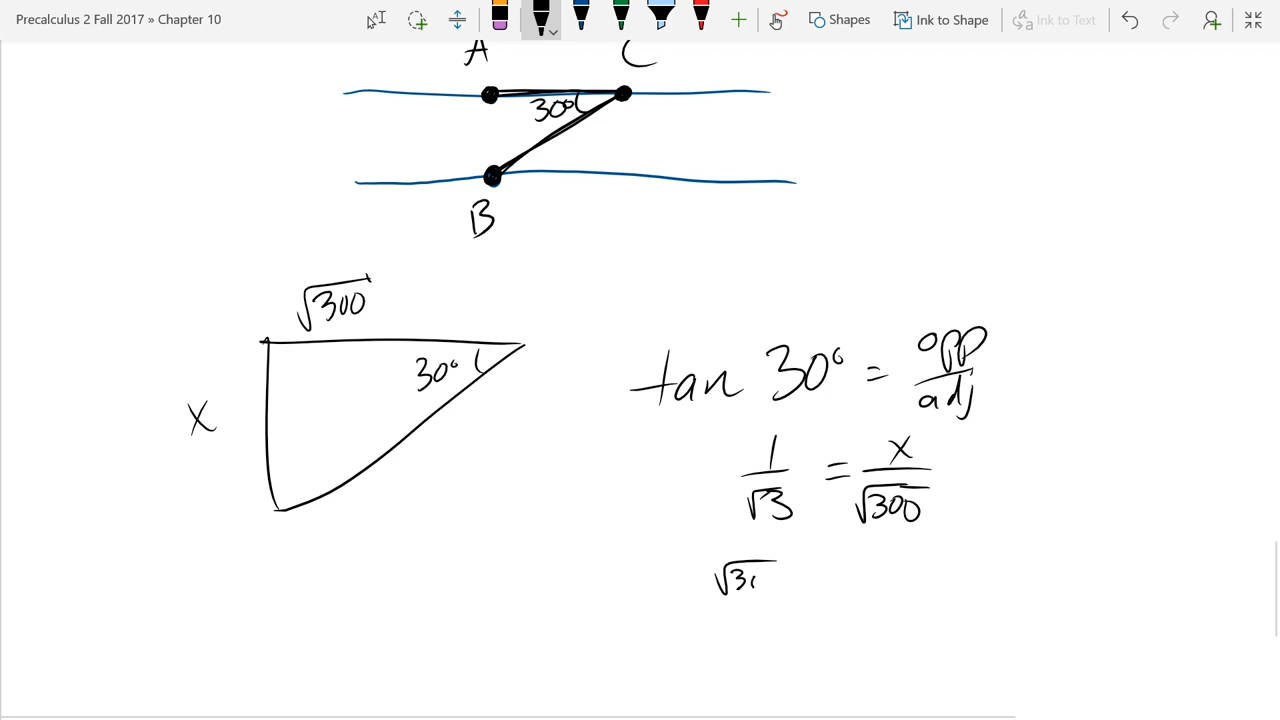 Precalculus 2 Fall 2017 » Chapter 10
Shapes
Ink to Shape
Ink to Text
A C
30°
B
√300
30°
x
tan 30° = opp/adj
1/√3 = x/√300
√30